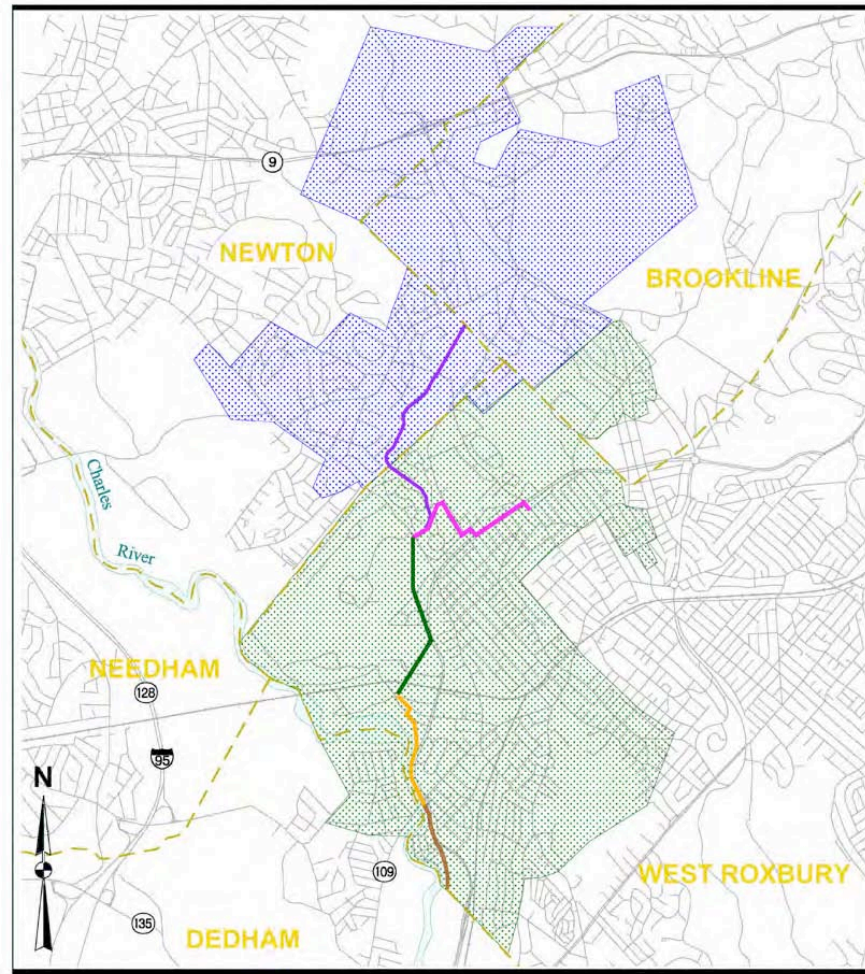 9
NEWTON
BROOKLINE
Charles
River
NEEDHAM
128
95
N
109
WEST ROXBURY
135
DEDHAM